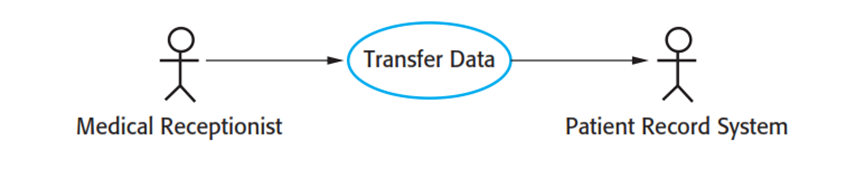 Transfer Data
Medical Receptionist
Patient Record System